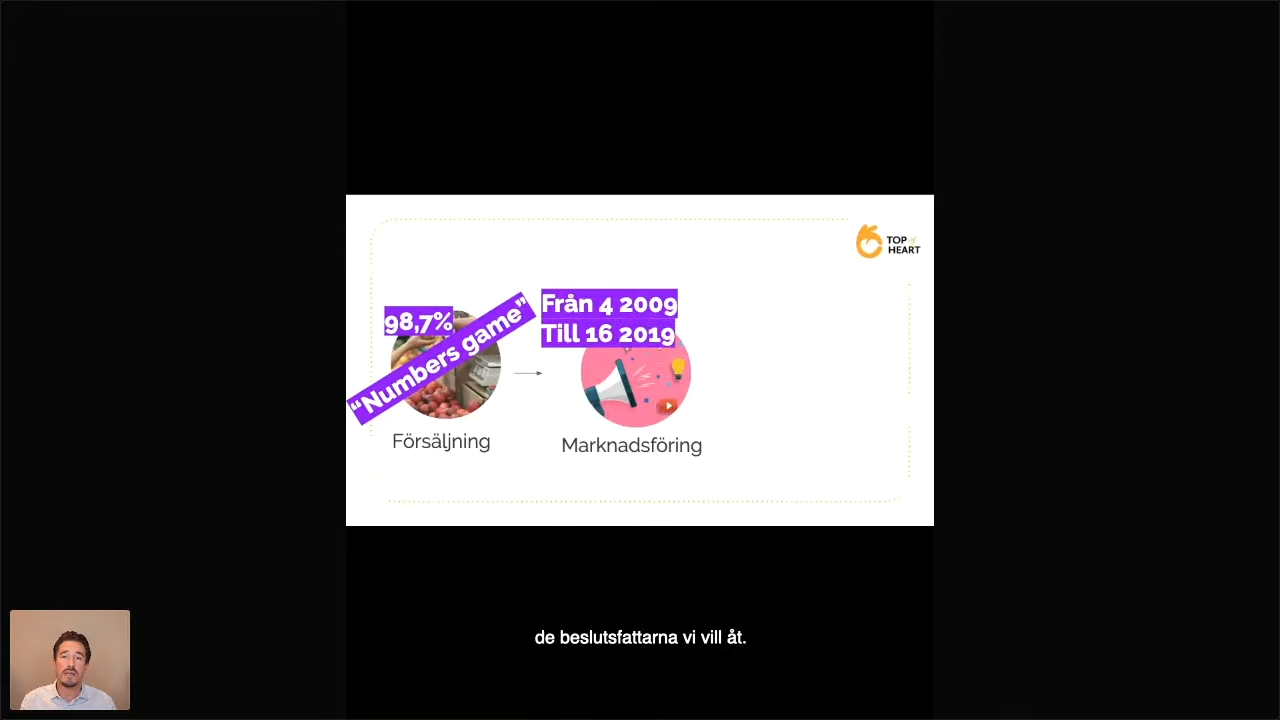 TOP of
HEART
98,7%
“Numbers game”
Från 4 2009
Till 16 2019
Försäljning
Marknadsföring
de beslutsfattarna vi vill åt.